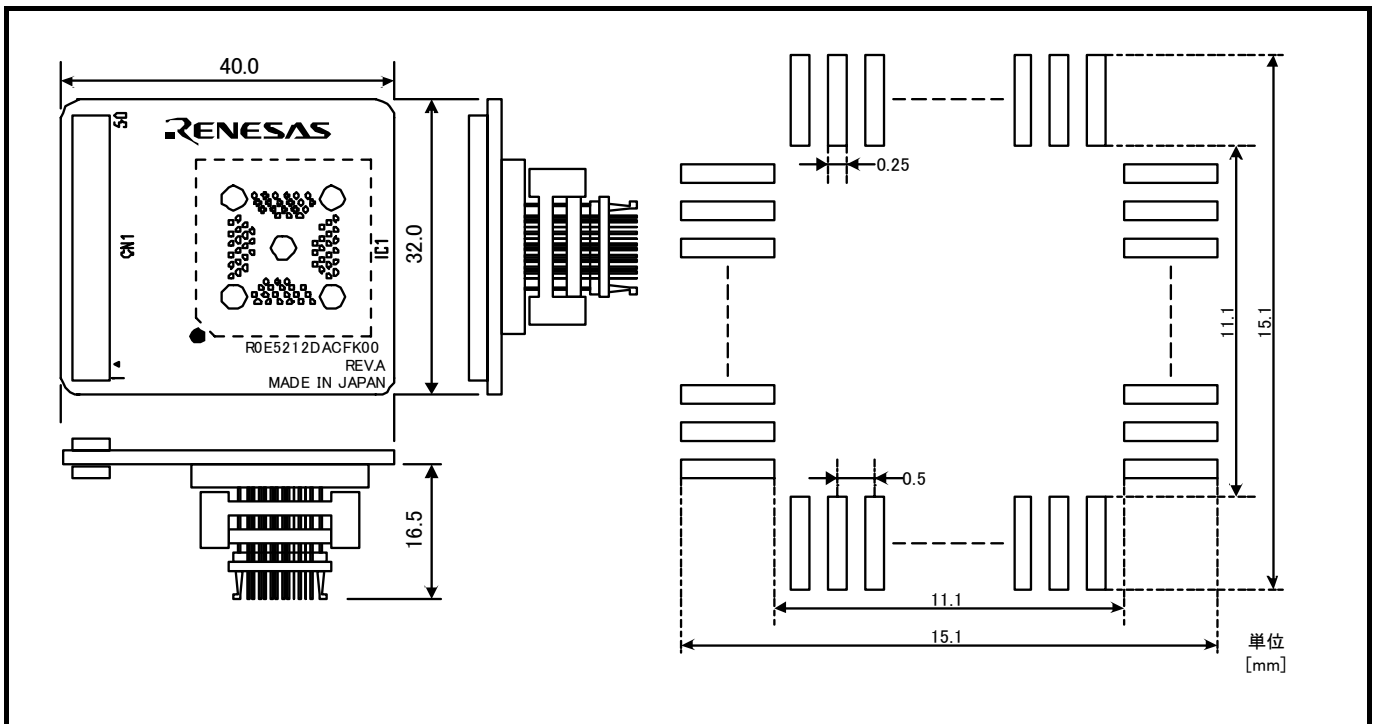 40.0
50
RENESAS
CN1
IC1
32.0
1
R0E5212DACFK00
REV.A
MADE IN JAPAN
16.5
0.25
11.1
15.1
0.5
11.1
15.1
単位
[mm]